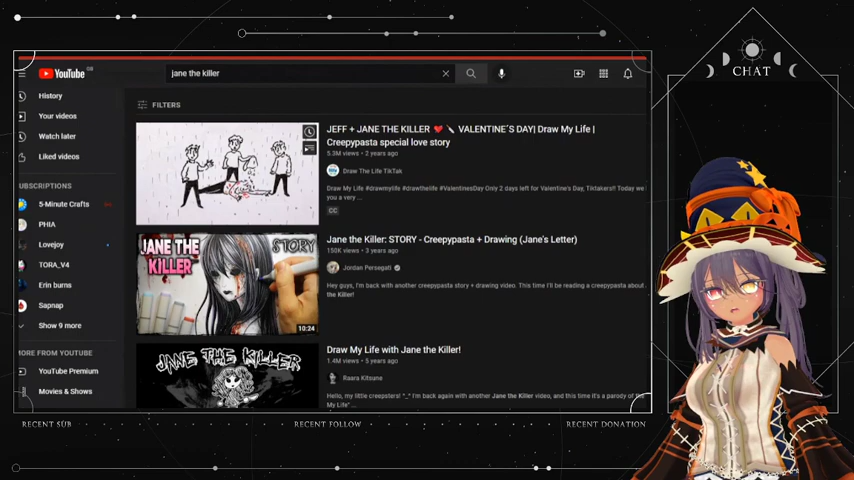 YouTube GB
jane the killer
CHAT
History
Your videos
Watch later
Liked videos
SUBSCRIPTIONS
5-Minute Crafts
PHIA
Lovejoy
TORA_V4
Erin burns
Sapnap
Show 9 more
MORE FROM YOUTUBE
YouTube Premium
Movies & Shows
FILTERS
JEFF + JANE THE KILLER ❤️ 🔪 VALENTINE´S DAY| Draw My Life |
Creepypasta special love story
5.3M views • 2 years ago
Draw The Life TikTak
Draw My Life #drawmylife #drawthelife #ValentinesDay Only 2 days left for Valentine's Day, Tiktakers!! Today we
you a very ...
CC
JANE THE
KILLER
STORY
10:24
Jane the Killer: STORY - Creepypasta + Drawing (Jane's Letter)
150K views • 3 years ago
Jordan Persegati
Hey guys, I'm back with another creepypasta story + drawing video. This time I'll be reading a creepypasta about
the Killer!
JANE THE KILLER
Draw My Life with Jane the Killer!
1.4M views • 5 years ago
Raara Kitsune
Hello, my little creepsters! ^_^ I'm back again with another Jane the Killer video, and this time it's a parody of the
My Life"
RECENT SUB
RECENT FOLLOW
RECENT DONATION